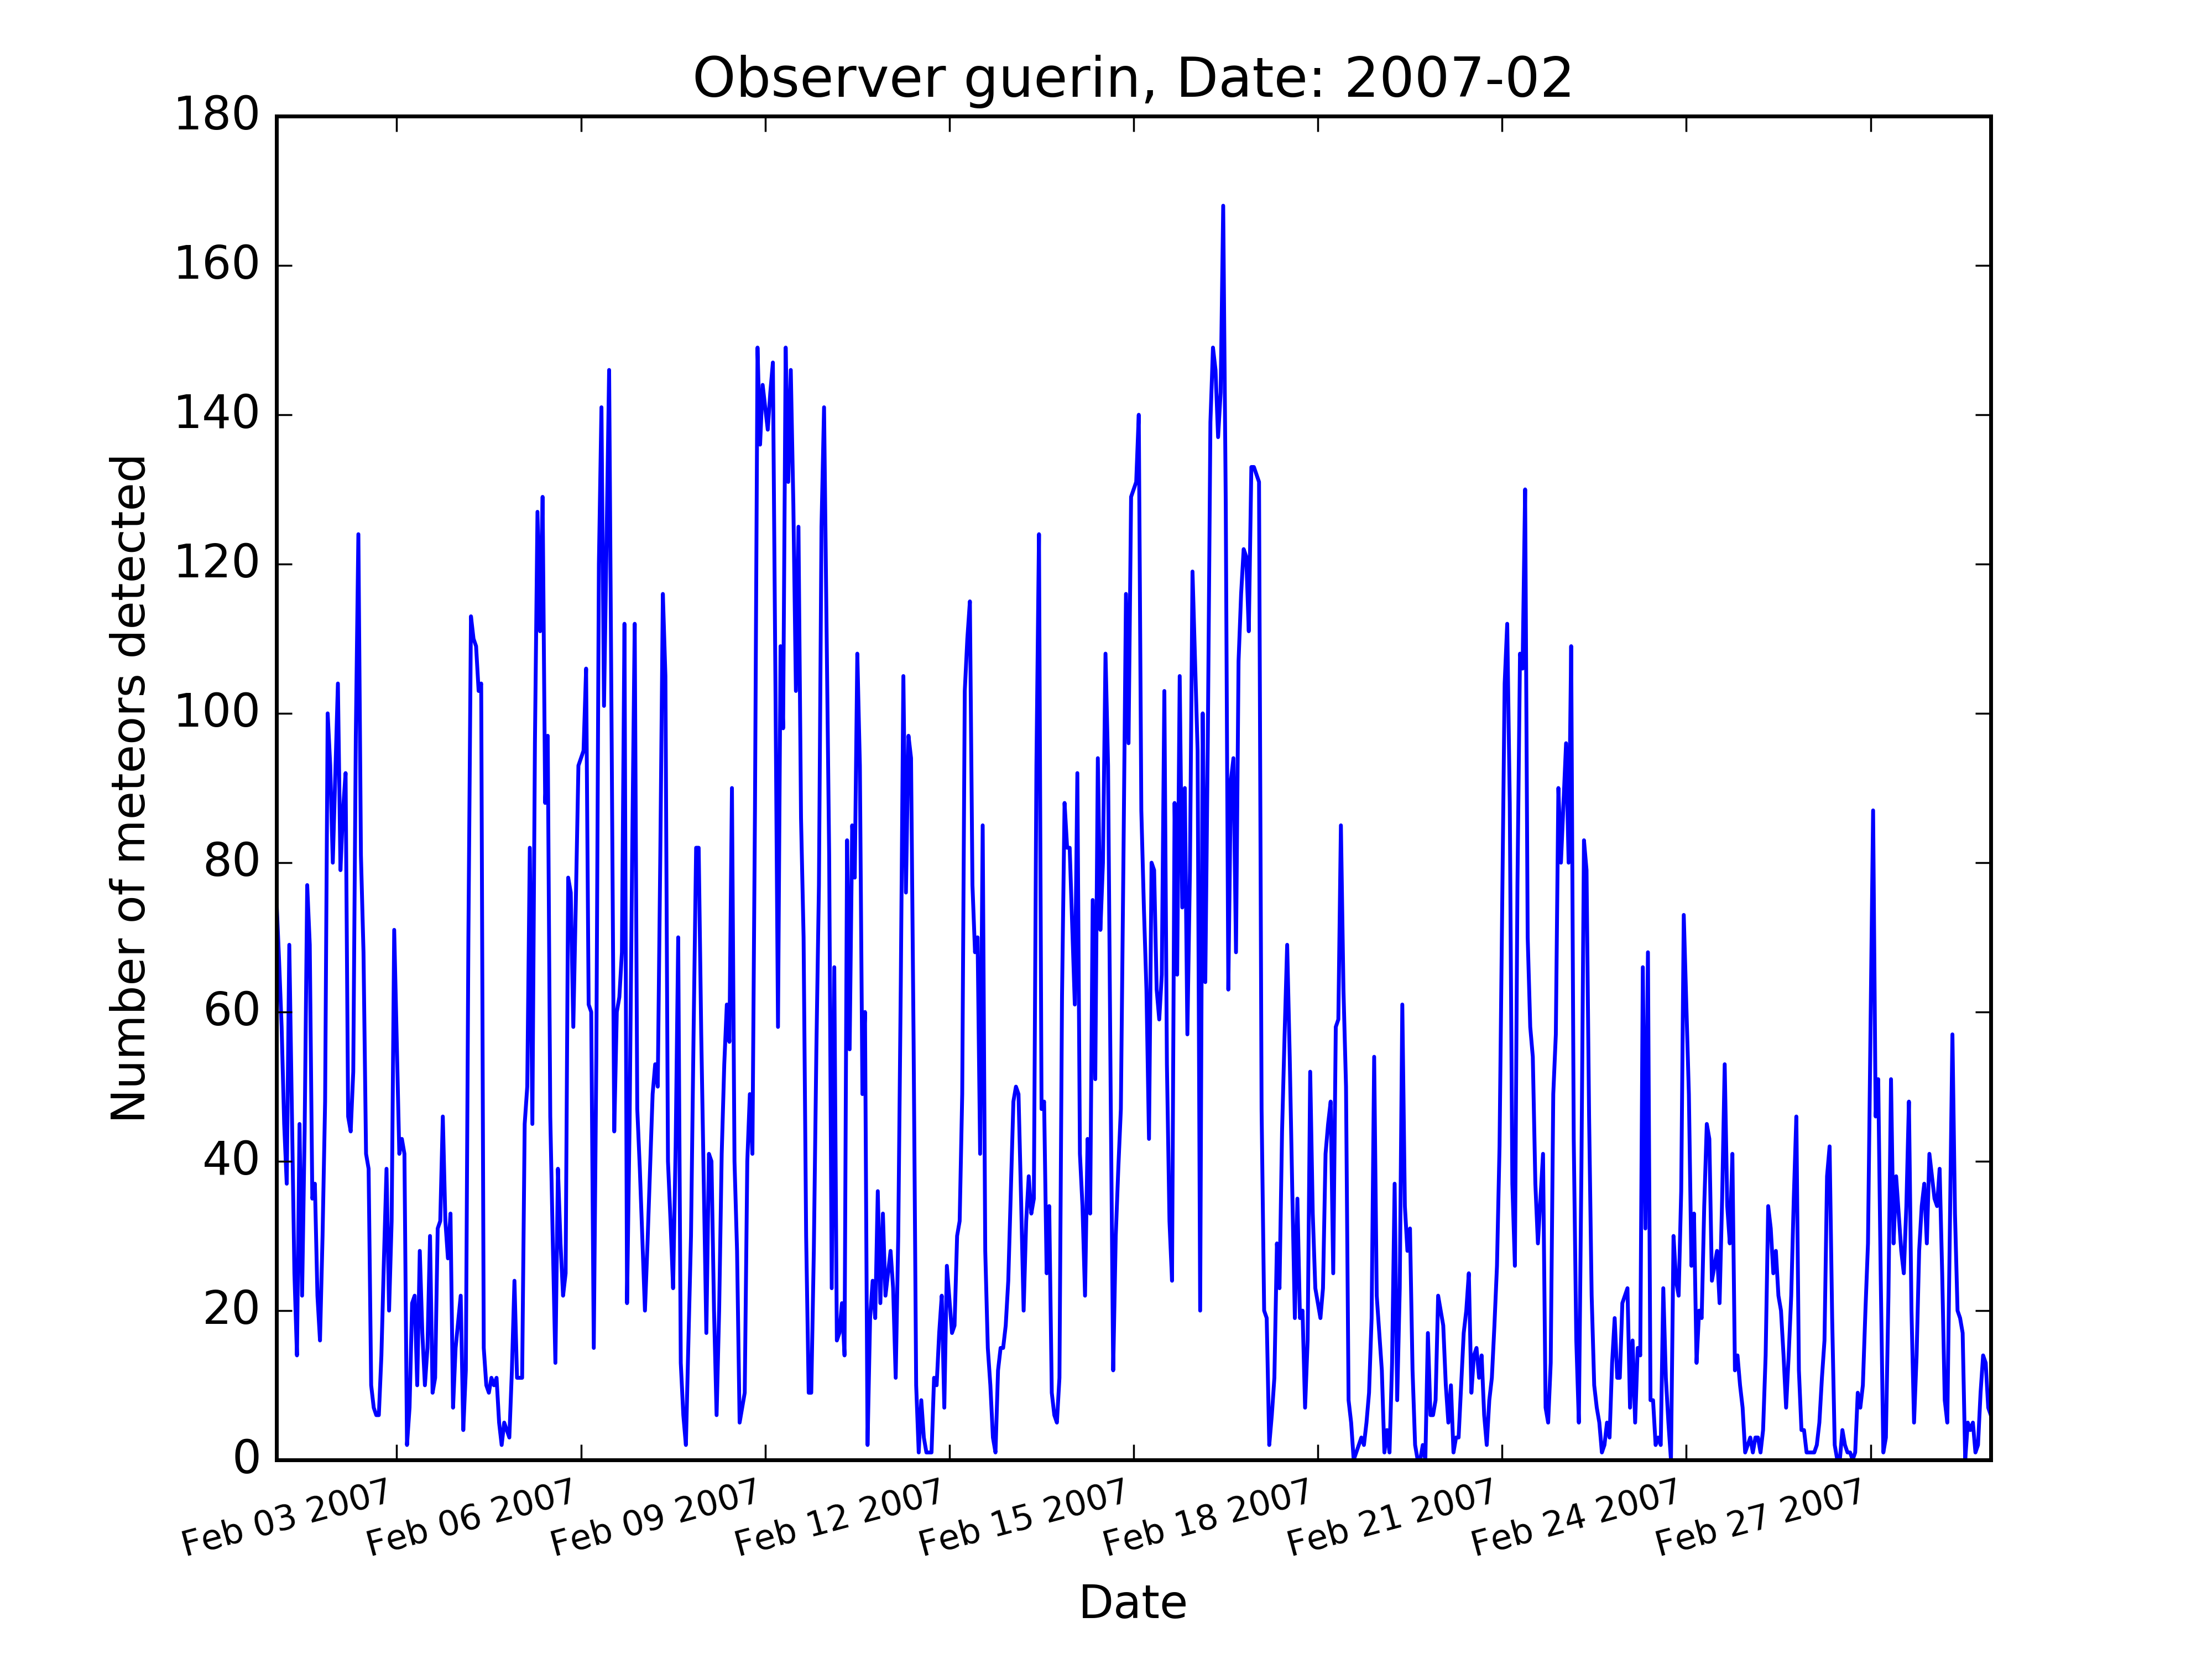 Observer guerin, Date: 2007-02
180
160
140
120
100
80
60
40
20
0
Number of meteors detected
Feb 03 2007
Feb 06 2007
Feb 09 2007
Feb 12 2007
Feb 15 2007
Feb 18 2007
Feb 21 2007
Feb 24 2007
Feb 27 2007
Date